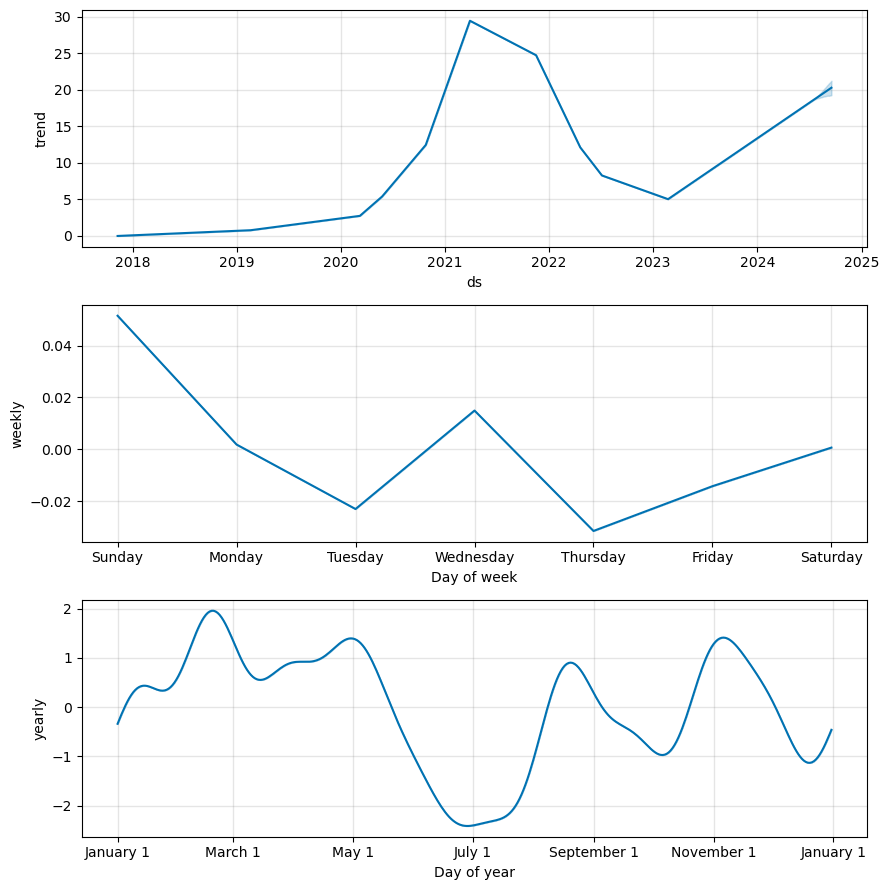 30
25
20
15
10
5
0
trend
2018 2019 2020 2021 2022 2023 2024 2025
ds
0.04
0.02
0.00
−0.02
weekly
Sunday Monday Tuesday Wednesday Thursday Friday Saturday
Day of week
2
1
0
−1
−2
yearly
January 1 March 1 May 1 July 1 September 1 November 1 January 1
Day of year